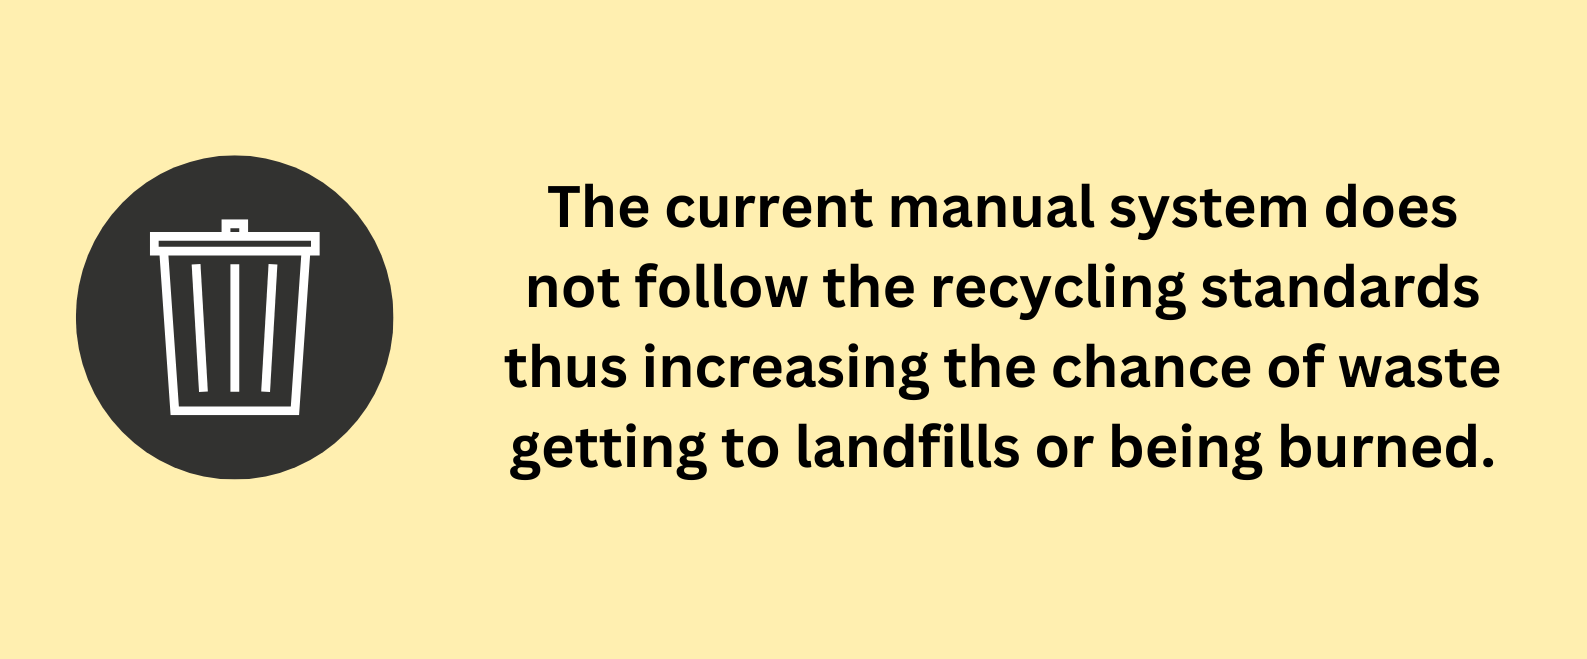 The current manual system does
not follow the recycling standards
thus increasing the chance of waste
getting to landfills or being burned.